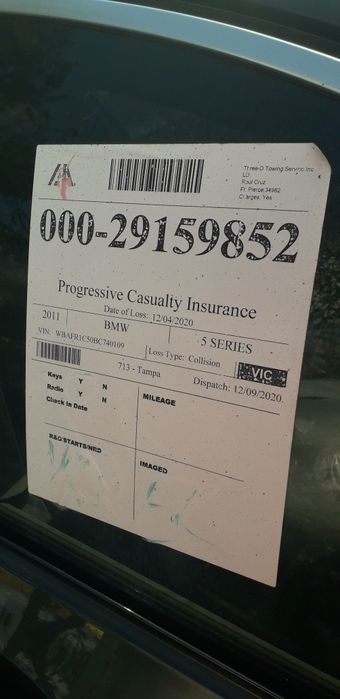 Three-D Towing Service Inc
LD
Raul Cruz
Ft. Pierce 34982
Charges: Yes
000-29159852
Progressive Casualty Insurance
Date of Loss: 12/04/2020
2011 BMW 5 SERIES
VIN: WBAFR1C50BC740109
Loss Type: Collision
VIC
713 - Tampa
Dispatch: 12/09/2020
Keys Y N
Radio Y N
Check In Date
MILEAGE
R&D/STARTS/NRD
IMAGED